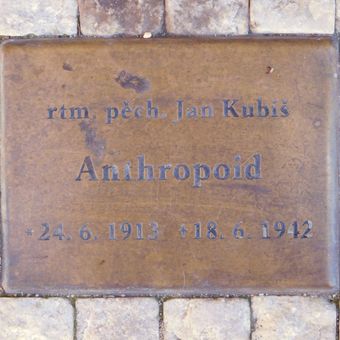 rtm. pěch. Jan Kubiš
Anthropoid
*24. 6. 1913 +18. 6. 1942